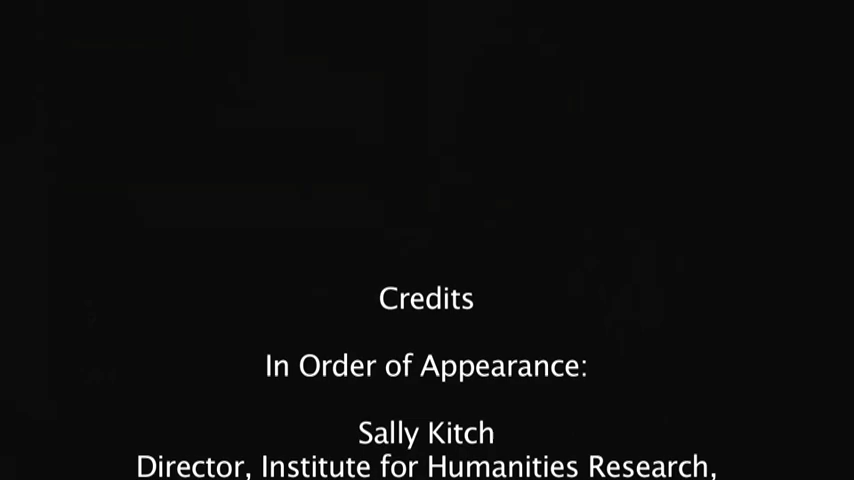 Credits
In Order of Appearance:
Sally Kitch
Director, Institute for Humanities Research,